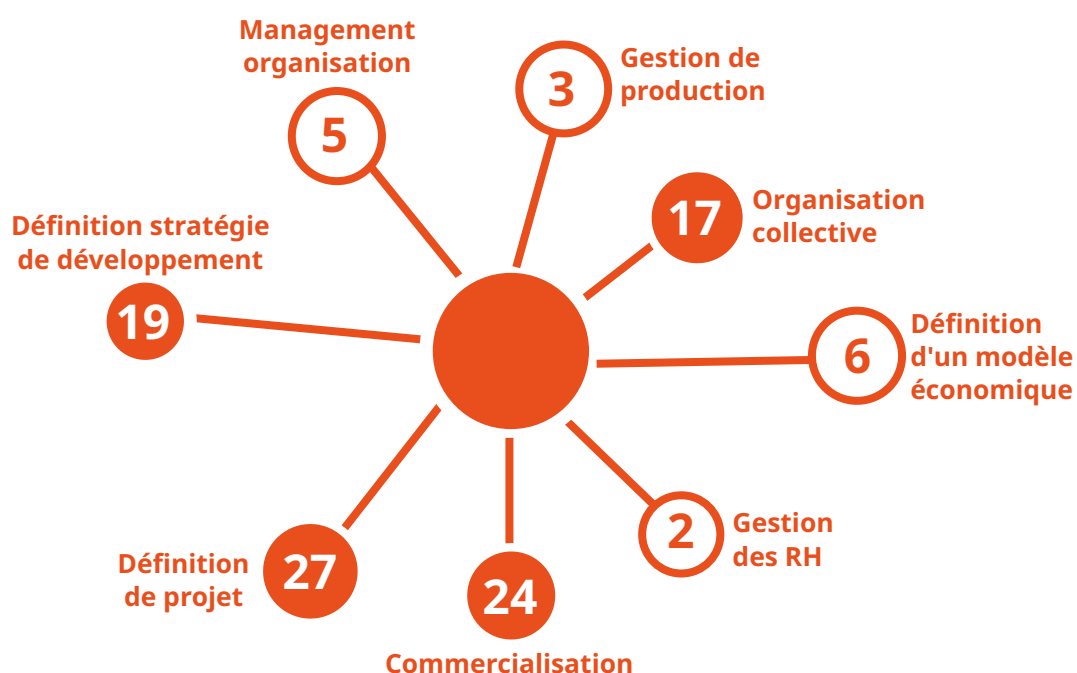 Management
organisation
5
3
Gestion de
production
17
Organisation
collective
Définition stratégie
de développement
19
6
Définition
d'un modèle
économique
2
Gestion
des RH
Définition
de projet
27
24
Commercialisation